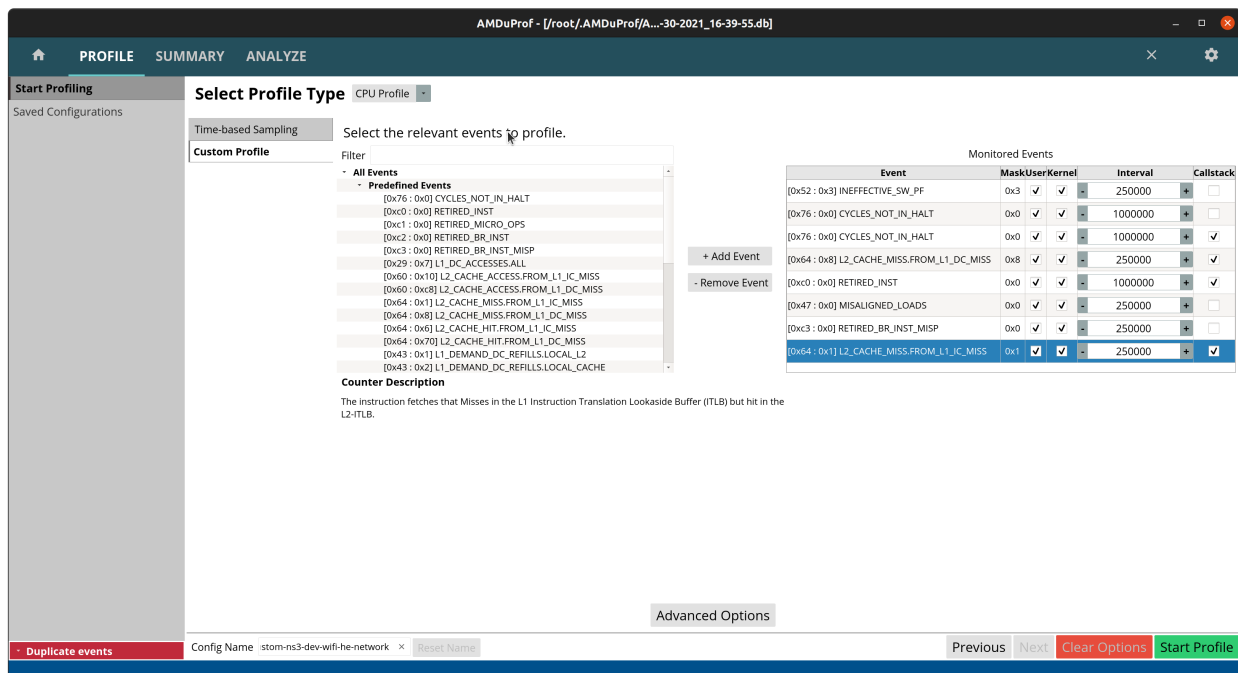 AMDuProf - [/root/.AMDuProf/A...-30-2021_16-39-55.db]
PROFILE SUMMARY ANALYZE
Start Profiling
Saved Configurations
Select Profile Type CPU Profile
Time-based Sampling
Custom Profile
Select the relevant events to profile.
Filter
All Events
Predefined Events
[0x76 : 0x0] CYCLES_NOT_IN_HALT
[0xc0 : 0x0] RETIRED_INST
[0xc1 : 0x0] RETIRED_MICRO_OPS
[0xc2 : 0x0] RETIRED_BR_INST
[0xc3 : 0x0] RETIRED_BR_INST_MISP
[0x29 : 0x7] L1_DC_ACCESSES.ALL
[0x60 : 0x10] L2_CACHE_ACCESS.FROM_L1_IC_MISS
[0x60 : 0xc8] L2_CACHE_ACCESS.FROM_L1_DC_MISS
[0x64 : 0x1] L2_CACHE_MISS.FROM_L1_IC_MISS
[0x64 : 0x8] L2_CACHE_MISS.FROM_L1_DC_MISS
[0x64 : 0x6] L2_CACHE_HIT.FROM_L1_IC_MISS
[0x64 : 0x70] L2_CACHE_HIT.FROM_L1_DC_MISS
[0x43 : 0x1] L1_DEMAND_DC_REFILLS.LOCAL_L2
[0x43 : 0x2] L1_DEMAND_DC_REFILLS.LOCAL_CACHE
+ Add Event
- Remove Event
Monitored Events
Event Mask User Kernel Interval Callstack
[0x52 : 0x3] INEFFECTIVE_SW_PF 0x3 - 250000 +
[0x76 : 0x0] CYCLES_NOT_IN_HALT 0x0 - 1000000 +
[0x76 : 0x0] CYCLES_NOT_IN_HALT 0x0 - 1000000 +
[0x64 : 0x8] L2_CACHE_MISS.FROM_L1_DC_MISS 0x8 - 250000 +
[0xc0 : 0x0] RETIRED_INST 0x0 - 1000000 +
[0x47 : 0x0] MISALIGNED_LOADS 0x0 - 250000 +
[0xc3 : 0x0] RETIRED_BR_INST_MISP 0x0 - 250000 +
[0x64 : 0x1] L2_CACHE_MISS.FROM_L1_IC_MISS 0x1 - 250000 +
Counter Description
The instruction fetches that Misses in the L1 Instruction Translation Lookaside Buffer (ITLB) but hit in the
L2-ITLB.
Advanced Options
Duplicate events
Config Name stom-ns3-dev-wifi-he-network × Reset Name
Previous Next Clear Options Start Profile